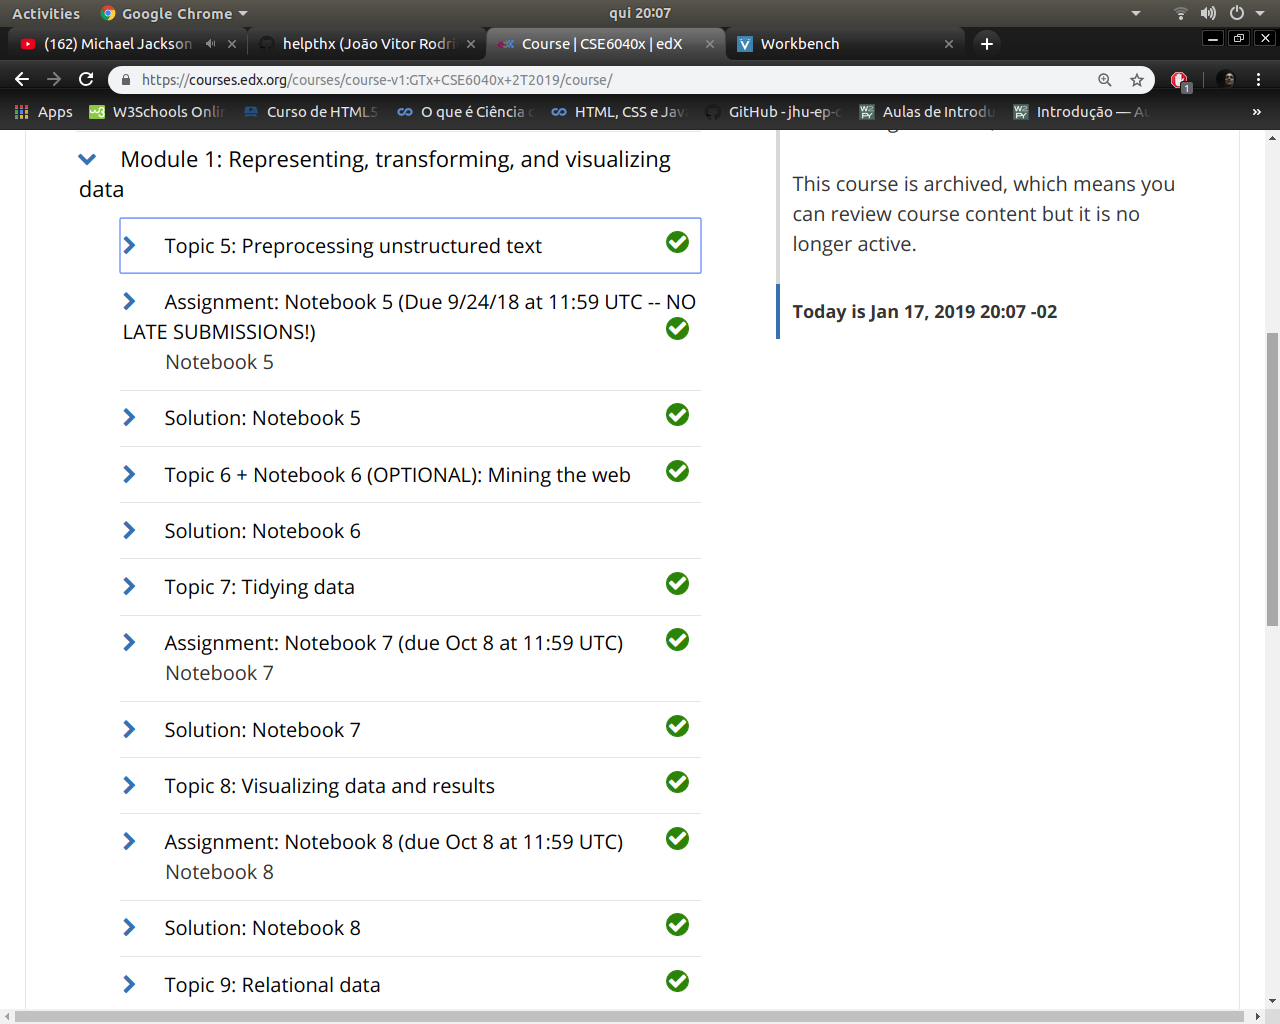 Activities Google Chrome qui 20:07
(162) Michael Jackson helpthx (João Vitor Rodri Course | CSE6040x | edX Workbench
https://courses.edx.org/courses/course-v1:GTx+CSE6040x+2T2019/course/
1
Apps W3Schools Onlin Curso de HTML5 O que é Ciência d HTML, CSS e Jav GitHub - jhu-ep-c Aulas de Introdu Introdução — Au »
Module 1: Representing, transforming, and visualizing
data
Topic 5: Preprocessing unstructured text
Assignment: Notebook 5 (Due 9/24/18 at 11:59 UTC -- NO
LATE SUBMISSIONS!)
Notebook 5
Solution: Notebook 5
Topic 6 + Notebook 6 (OPTIONAL): Mining the web
Solution: Notebook 6
Topic 7: Tidying data
Assignment: Notebook 7 (due Oct 8 at 11:59 UTC)
Notebook 7
Solution: Notebook 7
Topic 8: Visualizing data and results
Assignment: Notebook 8 (due Oct 8 at 11:59 UTC)
Notebook 8
Solution: Notebook 8
Topic 9: Relational data
This course is archived, which means you
can review course content but it is no
longer active.
Today is Jan 17, 2019 20:07 -02